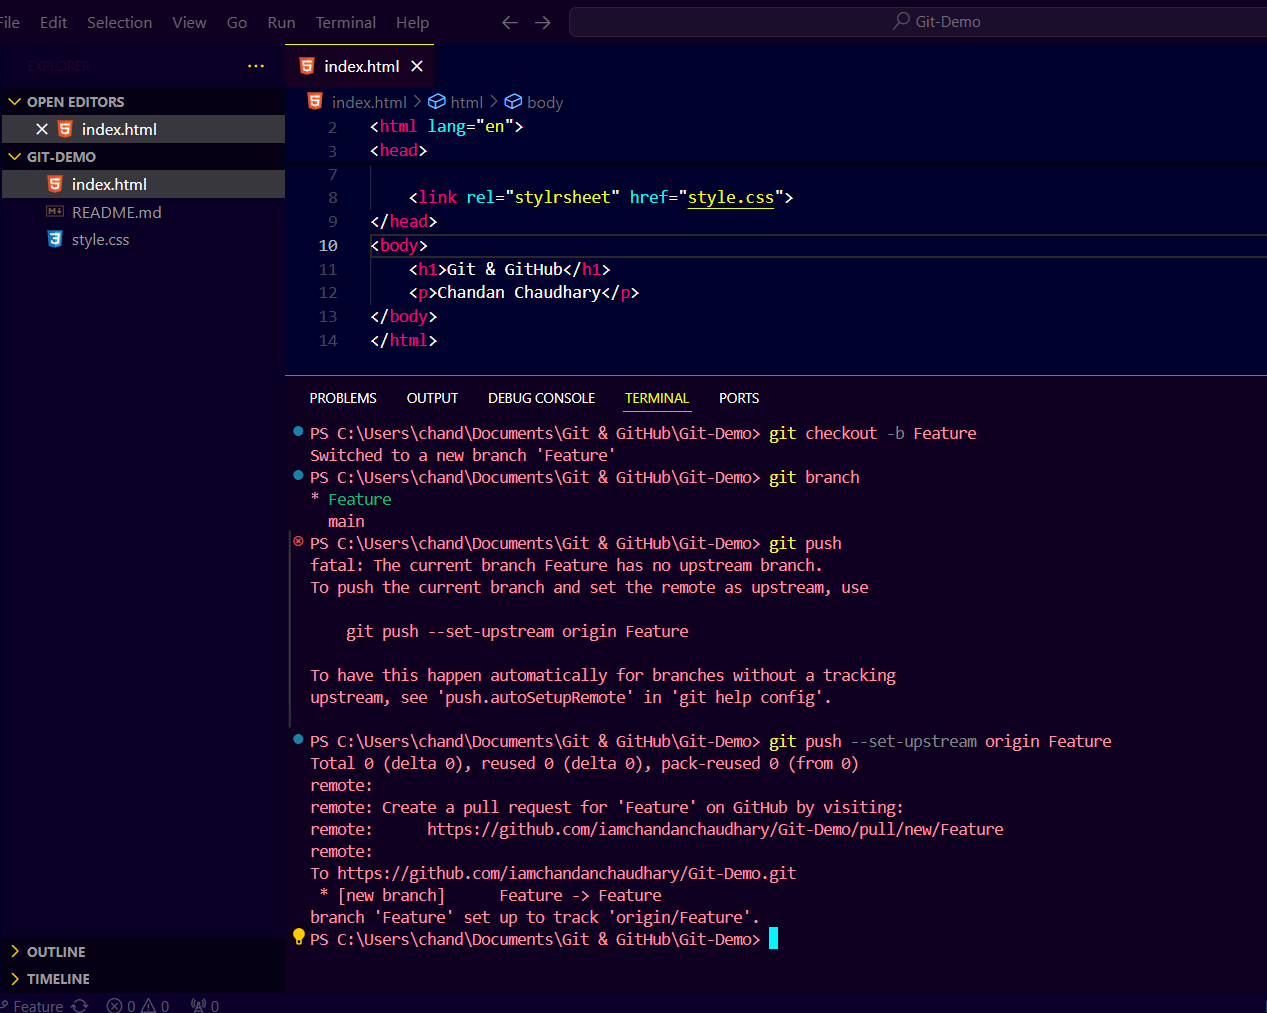 File Edit Selection View Go Run Terminal Help Git-Demo
EXPLORER
OPEN EDITORS
index.html
GIT-DEMO
index.html
README.md
style.css
OUTLINE
TIMELINE
index.html
index.html > html > body
2 <html lang="en">
3 <head>
7
8 <link rel="stylrsheet" href="style.css">
9 </head>
10 <body>
11 <h1>Git & GitHub</h1>
12 <p>Chandan Chaudhary</p>
13 </body>
14 </html>
PROBLEMS OUTPUT DEBUG CONSOLE TERMINAL PORTS
PS C:\Users\chand\Documents\Git & GitHub\Git-Demo> git checkout -b Feature
Switched to a new branch 'Feature'
PS C:\Users\chand\Documents\Git & GitHub\Git-Demo> git branch
* Feature
main
PS C:\Users\chand\Documents\Git & GitHub\Git-Demo> git push
fatal: The current branch Feature has no upstream branch.
To push the current branch and set the remote as upstream, use
git push --set-upstream origin Feature
To have this happen automatically for branches without a tracking
upstream, see 'push.autoSetupRemote' in 'git help config'.
PS C:\Users\chand\Documents\Git & GitHub\Git-Demo> git push --set-upstream origin Feature
Total 0 (delta 0), reused 0 (delta 0), pack-reused 0 (from 0)
remote:
remote: Create a pull request for 'Feature' on GitHub by visiting:
remote: https://github.com/iamchandanchaudhary/Git-Demo/pull/new/Feature
remote:
To https://github.com/iamchandanchaudhary/Git-Demo.git
* [new branch] Feature -> Feature
branch 'Feature' set up to track 'origin/Feature'.
PS C:\Users\chand\Documents\Git & GitHub\Git-Demo>
Feature 0 0 0